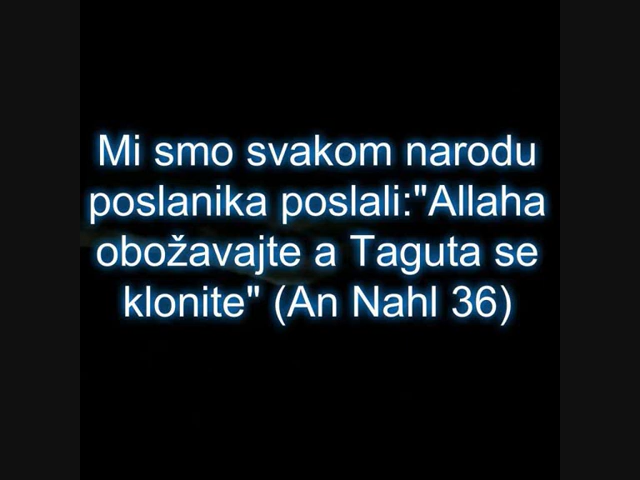 Mi smo svakom narodu
poslanika poslali:"Allaha
obožavajte a Taguta se
klonite" (An Nahl 36)